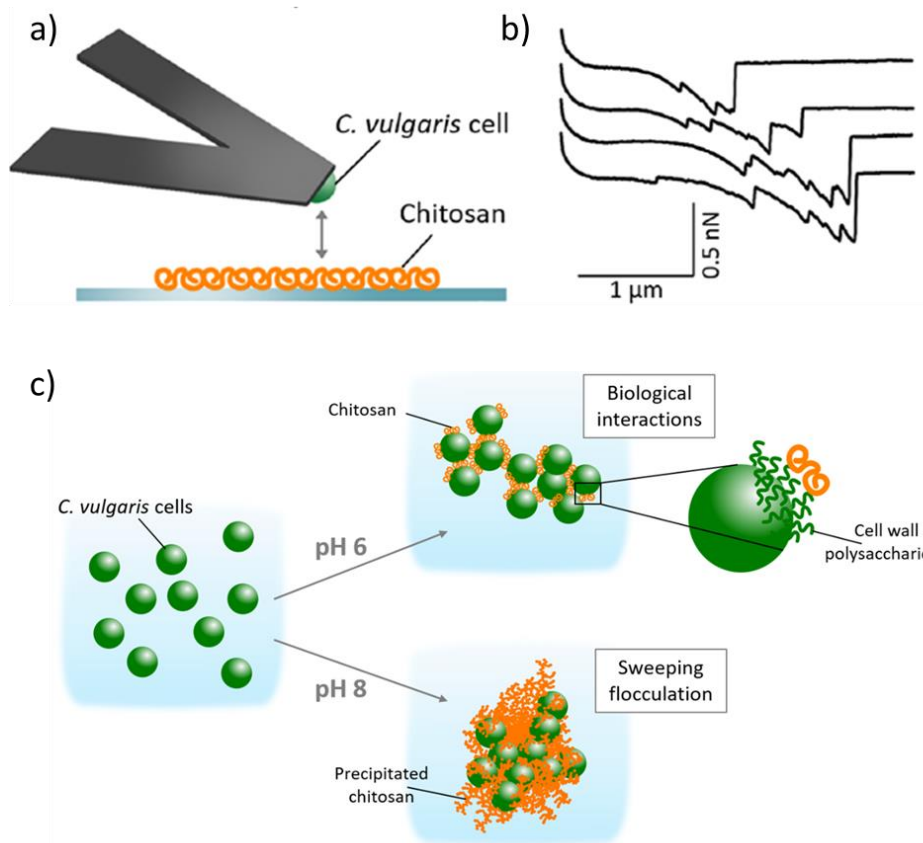 a)
C. vulgaris cell
Chitosan
b)
0.5 nN
1 µm
c)
Chitosan
Biological
interactions
C. vulgaris cells
pH 6
Cell wall
pH 8
Sweeping
flocculation
Precipitated
chitosan